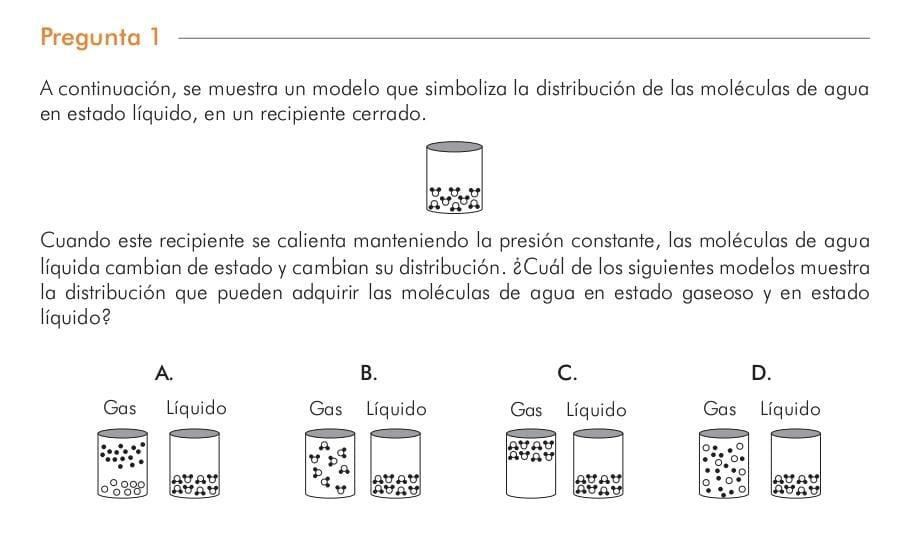 Pregunta 1
A continuación, se muestra un modelo que simboliza la distribución de las moléculas de agua
en estado líquido, en un recipiente cerrado.
Cuando este recipiente se calienta manteniendo la presión constante, las moléculas de agua
líquida cambian de estado y cambian su distribución. ¿Cuál de los siguientes modelos muestra
la distribución que pueden adquirir las moléculas de agua en estado gaseoso y en estado
líquido?
A. B. C. D.
Gas Líquido Gas Líquido Gas Líquido Gas Líquido